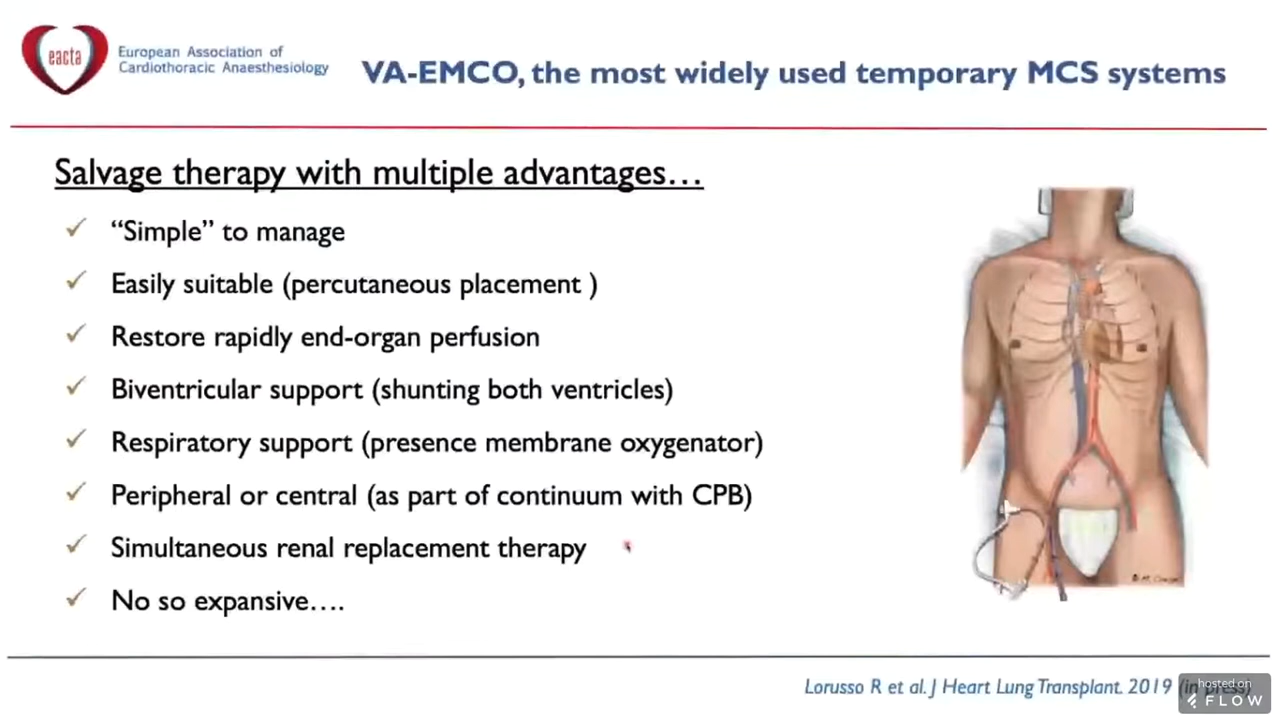 eacta
European Association of
Cardiothoracic Anaesthesiology
VA-EMCO, the most widely used temporary MCS systems
Salvage therapy with multiple advantages…
✓ “Simple” to manage
✓ Easily suitable (percutaneous placement )
✓ Restore rapidly end-organ perfusion
✓ Biventricular support (shunting both ventricles)
✓ Respiratory support (presence membrane oxygenator)
✓ Peripheral or central (as part of continuum with CPB)
✓ Simultaneous renal replacement therapy
✓ No so expansive….
Lorusso R et al. J Heart Lung Transplant. 2019 (in press)
hosted on
FLOW